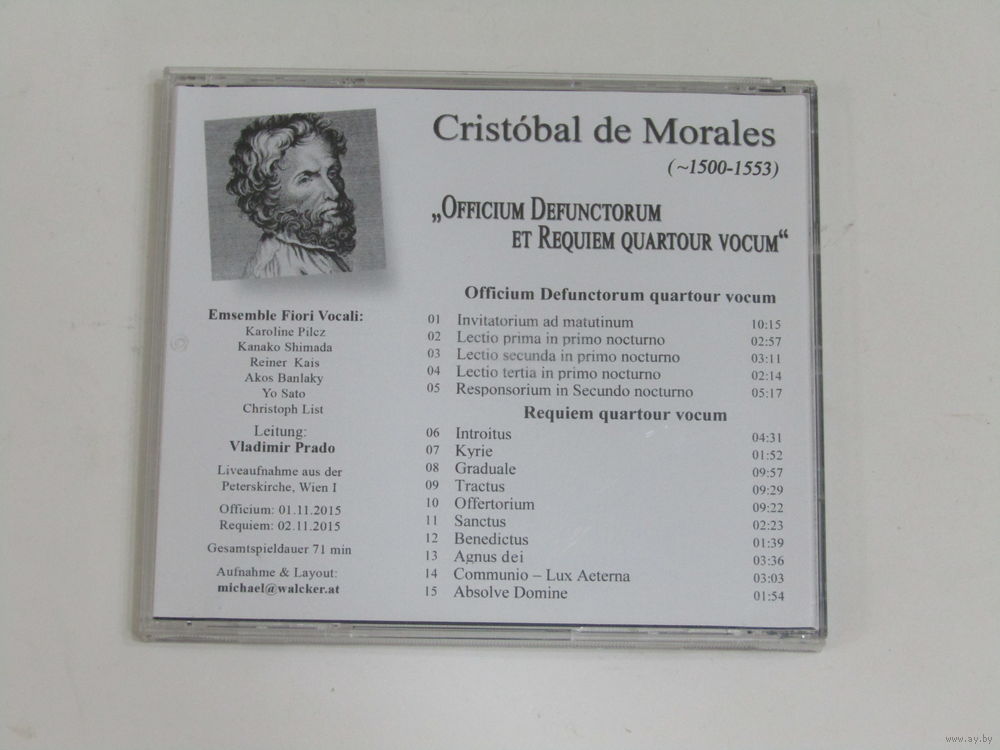 Cristóbal de Morales
(~1500-1553)
„OFFICIUM DEFUNCTORUM
ET REQUIEM QUARTOUR VOCUM“
Emsemble Fiori Vocali:
Karoline Pilcz
Kanako Shimada
Reiner Kais
Akos Banlaky
Yo Sato
Christoph List
Leitung:
Vladimir Prado
Liveaufnahme aus der
Peterskirche, Wien I
Officium: 01.11.2015
Requiem: 02.11.2015
Gesamtspieldauer 71 min
Aufnahme & Layout:
michael@walcker.at
Officium Defunctorum quartour vocum
01 Invitatorium ad matutinum 10:15
02 Lectio prima in primo nocturno 02:57
03 Lectio secunda in primo nocturno 03:11
04 Lectio tertia in primo nocturno 02:14
05 Responsorium in Secundo nocturno 05:17
Requiem quartour vocum
06 Introitus 04:31
07 Kyrie 01:52
08 Graduale 09:57
09 Tractus 09:29
10 Offertorium 09:22
11 Sanctus 02:23
12 Benedictus 01:39
13 Agnus dei 03:36
14 Communio – Lux Aeterna 03:03
15 Absolve Domine 01:54
www.ay.by